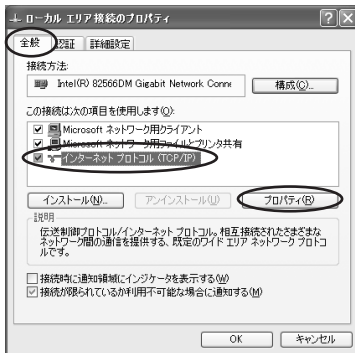 ローカル エリア接続のプロパティ
全般 認証 詳細設定
接続方法:
Intel(R) 82566DM Gigabit Network Conne
構成(C)...
この接続は次の項目を使用します(O):
Microsoft ネットワーク用クライアント
Microsoft ネットワーク用ファイルとプリンタ共有
インターネット プロトコル (TCP/IP)
インストール(N)... アンインストール(U) プロパティ(R)
説明
伝送制御プロトコル/インターネット プロトコル。相互接続されたさまざまな
ネットワーク間の通信を提供する、既定のワイド エリア ネットワーク プロトコ
ルです。
接続時に通知領域にインジケータを表示する(W)
接続が限られているか利用不可能な場合に通知する(M)
OK キャンセル